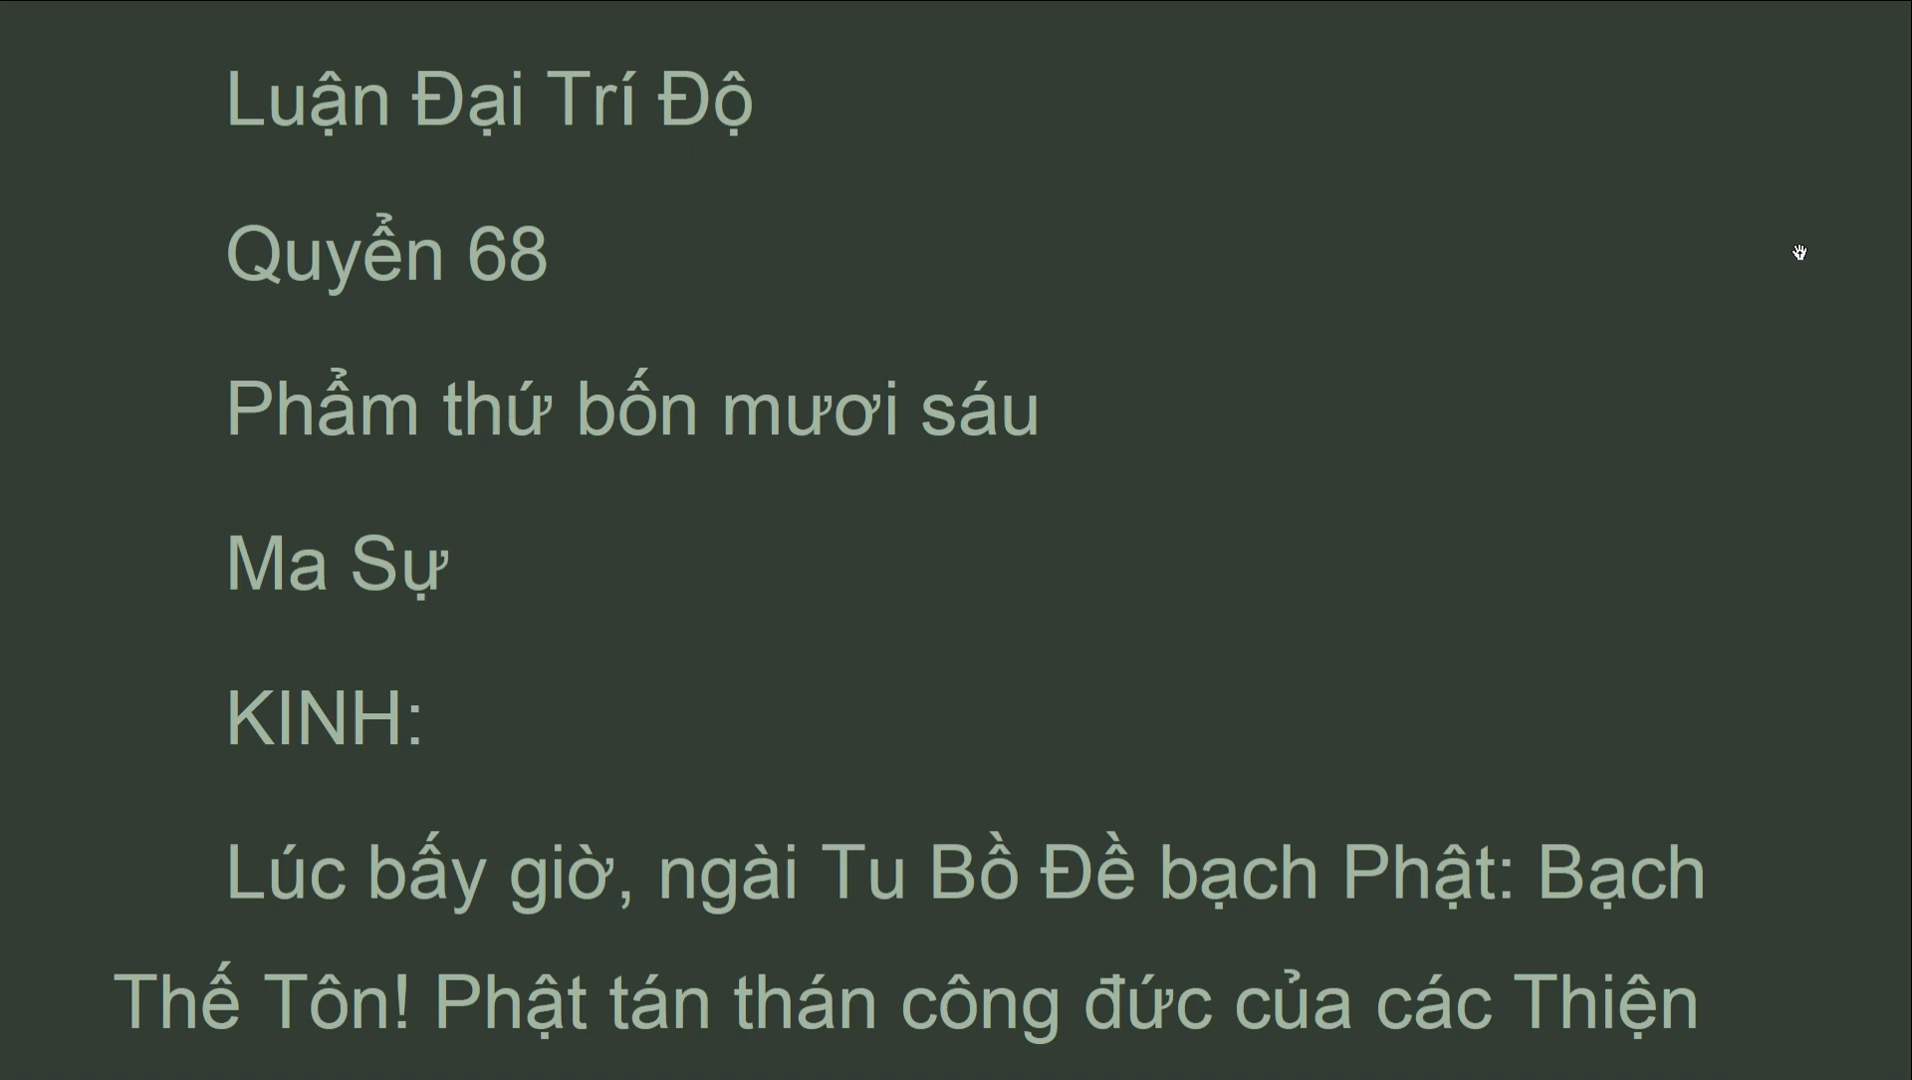 Luận Đại Trí Độ
Quyển 68
Phẩm thứ bốn mươi sáu
Ma Sự
KINH:
Lúc bấy giờ, ngài Tu Bồ Đề bạch Phật: Bạch
Thế Tôn! Phật tán thán công đức của các Thiện